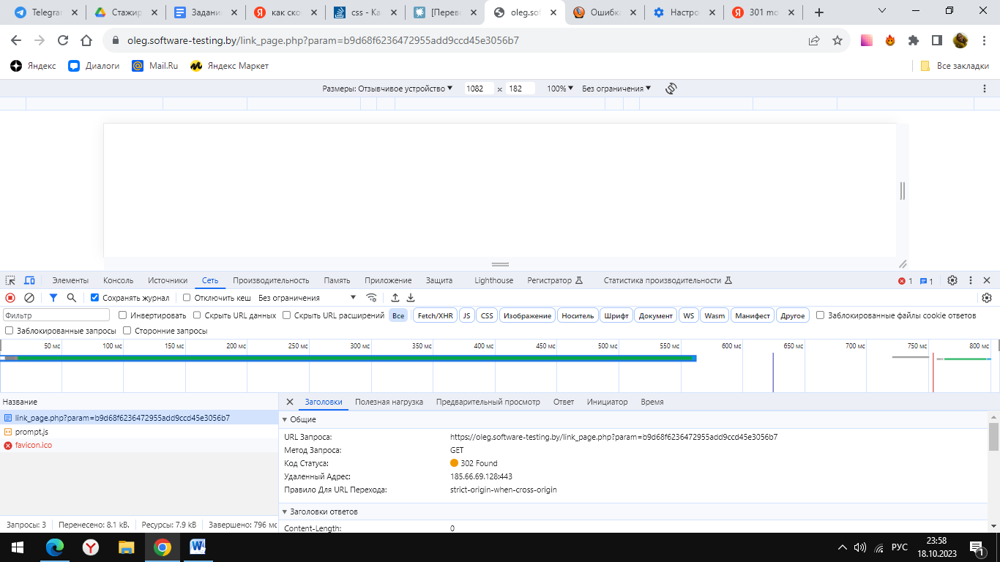 Telegram Стажир Задани как ско css - Ка [Перев oleg.sof Ошибка Настро 301 mo
oleg.software-testing.by/link_page.php?param=b9d68f6236472955add9ccd45e3056b7
Яндекс Диалоги Mail.Ru Яндекс Маркет Все закладки
Размеры: Отзывчивое устройство 1082 × 182 100% Без ограничения
Элементы Консоль Источники Сеть Производительность Память Приложение Защита Lighthouse Регистратор Статистика производительности 1 1
Сохранять журнал Отключить кеш Без ограничения
Фильтр Инвертировать Скрыть URL данных Скрыть URL расширений Все Fetch/XHR JS CSS Изображение Носитель Шрифт Документ WS Wasm Манифест Другое Заблокированные файлы cookie ответов
Заблокированные запросы Сторонние запросы
50 мс 100 мс 150 мс 200 мс 250 мс 300 мс 350 мс 400 мс 450 мс 500 мс 550 мс 600 мс 650 мс 700 мс 750 мс 800 мс
Название Заголовки Полезная нагрузка Предварительный просмотр Ответ Инициатор Время
link_page.php?param=b9d68f6236472955add9ccd45e3056b7
prompt.js
favicon.ico
Общие
URL Запроса: https://oleg.software-testing.by/link_page.php?param=b9d68f6236472955add9ccd45e3056b7
Метод Запроса: GET
Код Статуса: 302 Found
Удаленный Адрес: 185.66.69.128:443
Правило Для URL Перехода: strict-origin-when-cross-origin
Заголовки ответов
Content-Length: 0
Запросы: 3 Перенесено: 8.1 kB. Ресурсы: 7.9 kB Завершено: 796 мс
РУС 23:58
18.10.2023 1